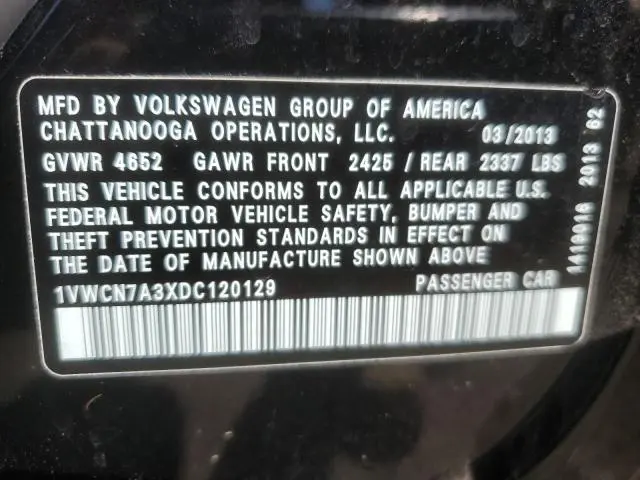 MFD BY VOLKSWAGEN GROUP OF AMERICA
CHATTANOOGA OPERATIONS, LLC. 03/2013
GVWR 4652 GAWR FRONT 2425 / REAR 2337 LBS
THIS VEHICLE CONFORMS TO ALL APPLICABLE U.S.
FEDERAL MOTOR VEHICLE SAFETY, BUMPER AND
THEFT PREVENTION STANDARDS IN EFFECT ON
THE DATE OF MANUFACTURE SHOWN ABOVE
1VWCN7A3XDC120129 PASSENGER CAR
1419916 2013 62